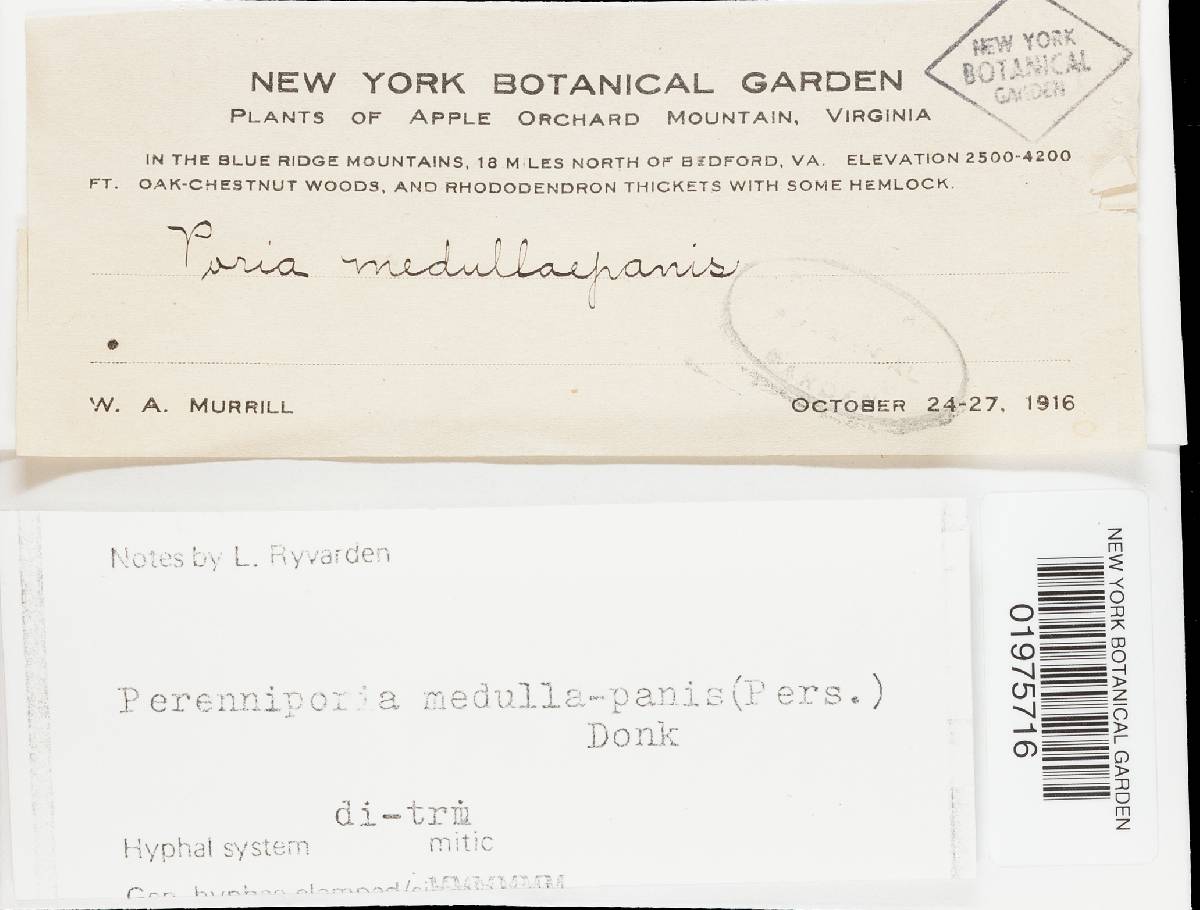 NEW YORK
BOTANICAL
GARDEN
NEW YORK BOTANICAL GARDEN
PLANTS OF APPLE ORCHARD MOUNTAIN, VIRGINIA
IN THE BLUE RIDGE MOUNTAINS, 18 MILES NORTH OF BEDFORD, VA. ELEVATION 2500-4200
FT. OAK-CHESTNUT WOODS, AND RHODODENDRON THICKETS WITH SOME HEMLOCK.
Poria medullaepanis
W. A. MURRILL OCTOBER 24-27, 1916
Notes by L. Ryvarden
Perenniporia medulla-panis(Pers.)
Donk
di-tri
Hyphal system mitic
Gen. hyphae clamped/
NEW YORK BOTANICAL GARDEN
01975716